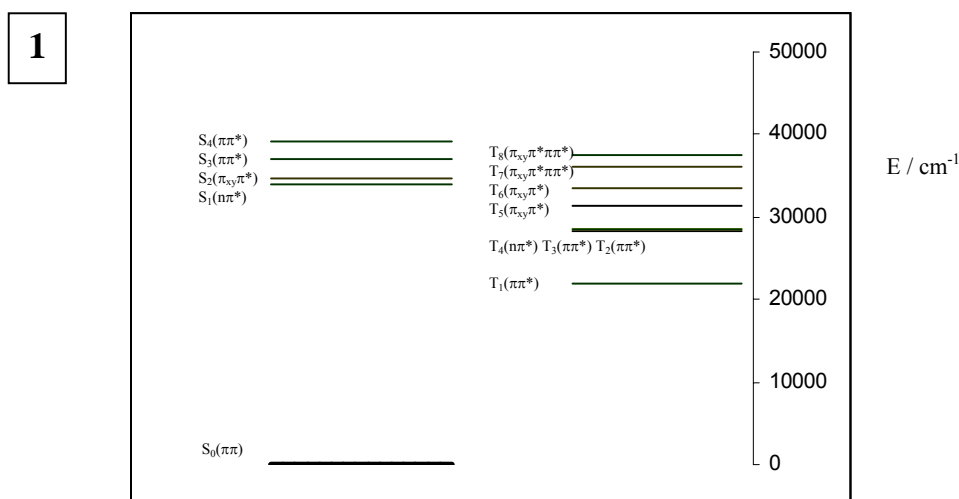 1
50000
S₄(ππ*)
40000
S₃(ππ*)
T₈(πxyπ*ππ*)
E / cm⁻¹
S₂(πxyπ*)
T₇(πxyπ*ππ*)
S₁(nπ*)
T₆(πxyπ*)
T₅(πxyπ*)
30000
T₄(nπ*) T₃(ππ*) T₂(ππ*)
T₁(ππ*)
20000
10000
S₀(ππ)
0